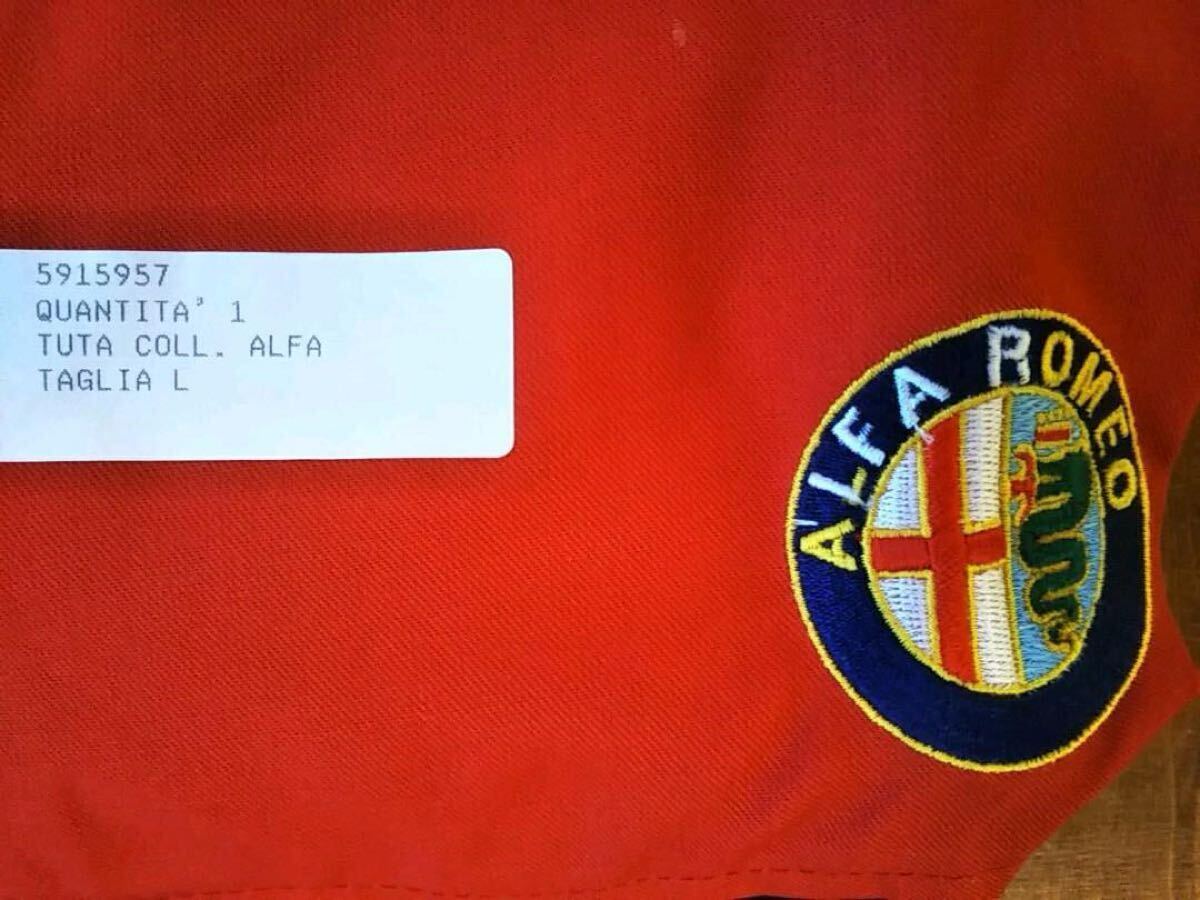 5915957
QUANTITA' 1
TUTA COLL. ALFA
TAGLIA L
ALFA ROMEO